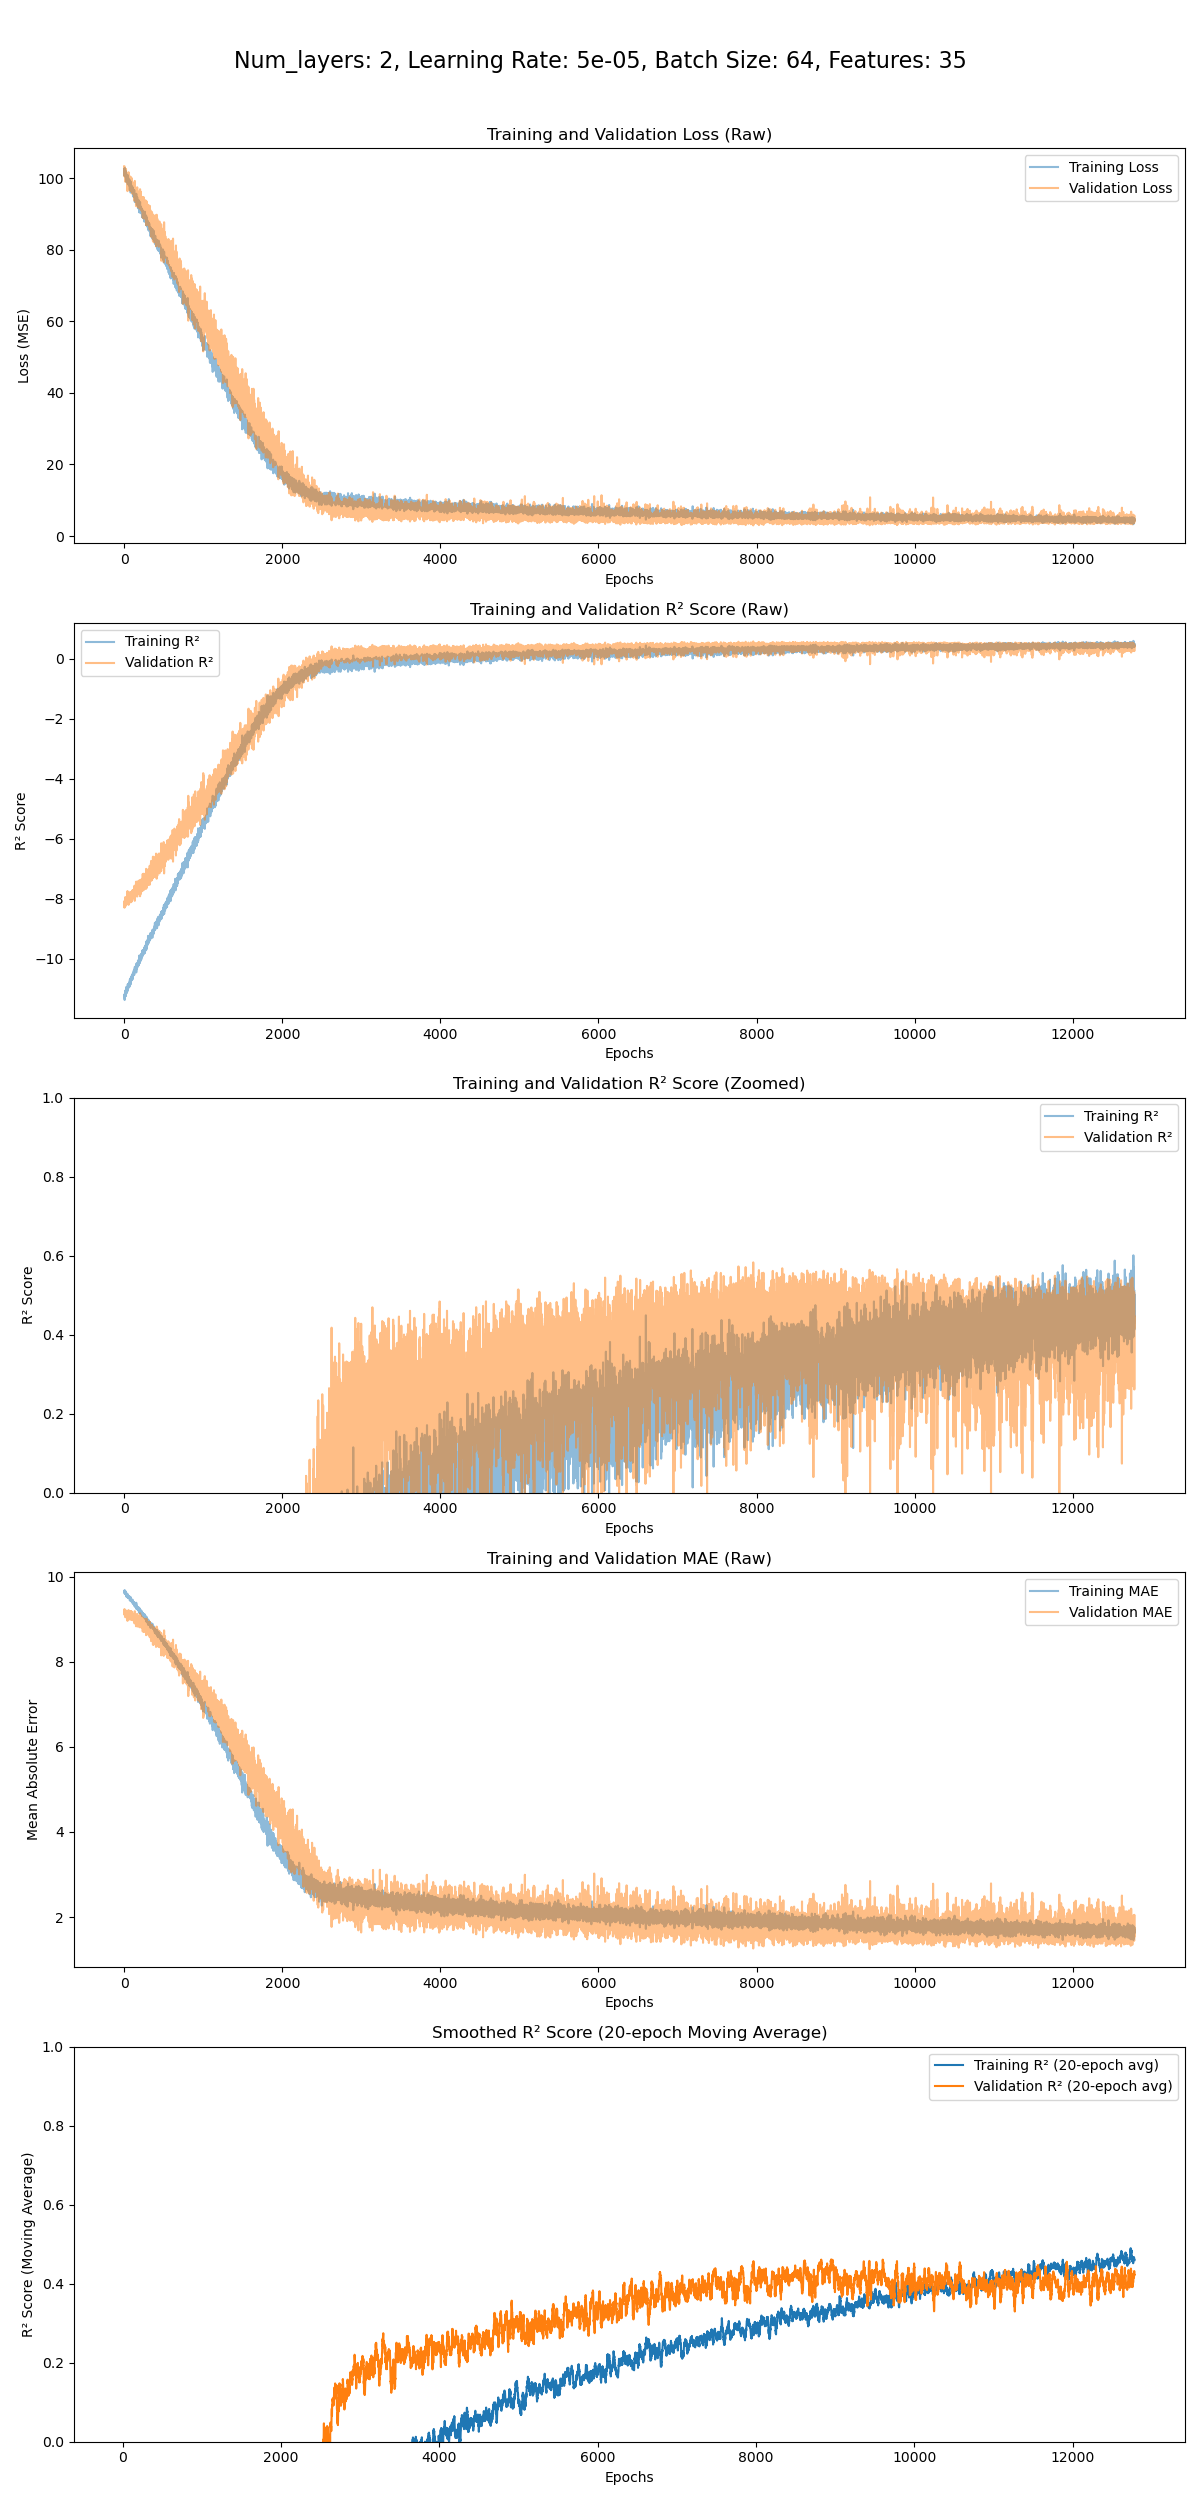 Num_layers: 2, Learning Rate: 5e-05, Batch Size: 64, Features: 35
Training and Validation Loss (Raw)
Training Loss
Validation Loss
100
80
60
40
20
0
Loss (MSE)
0 2000 4000 6000 8000 10000 12000
Epochs
Training and Validation R² Score (Raw)
Training R²
Validation R²
0
−2
−4
−6
−8
−10
R² Score
0 2000 4000 6000 8000 10000 12000
Epochs
Training and Validation R² Score (Zoomed)
Training R²
Validation R²
1.0
0.8
0.6
0.4
0.2
0.0
R² Score
0 2000 4000 6000 8000 10000 12000
Epochs
Training and Validation MAE (Raw)
Training MAE
Validation MAE
10
8
6
4
2
Mean Absolute Error
0 2000 4000 6000 8000 10000 12000
Epochs
Smoothed R² Score (20-epoch Moving Average)
Training R² (20-epoch avg)
Validation R² (20-epoch avg)
1.0
0.8
0.6
0.4
0.2
0.0
R² Score (Moving Average)
0 2000 4000 6000 8000 10000 12000
Epochs